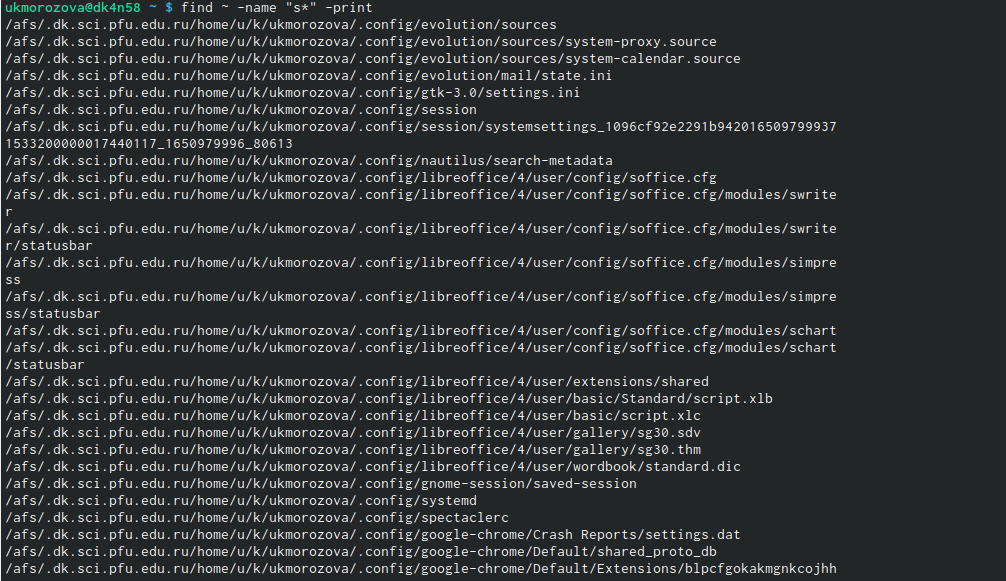 ukmorozova@dk4n58 ~ $ find ~ -name "s*" -print
/afs/.dk.sci.pfu.edu.ru/home/u/k/ukmorozova/.config/evolution/sources
/afs/.dk.sci.pfu.edu.ru/home/u/k/ukmorozova/.config/evolution/sources/system-proxy.source
/afs/.dk.sci.pfu.edu.ru/home/u/k/ukmorozova/.config/evolution/sources/system-calendar.source
/afs/.dk.sci.pfu.edu.ru/home/u/k/ukmorozova/.config/evolution/mail/state.ini
/afs/.dk.sci.pfu.edu.ru/home/u/k/ukmorozova/.config/gtk-3.0/settings.ini
/afs/.dk.sci.pfu.edu.ru/home/u/k/ukmorozova/.config/session
/afs/.dk.sci.pfu.edu.ru/home/u/k/ukmorozova/.config/session/systemsettings_1096cf92e2291b942016509799937
1533200000017440117_1650979996_80613
/afs/.dk.sci.pfu.edu.ru/home/u/k/ukmorozova/.config/nautilus/search-metadata
/afs/.dk.sci.pfu.edu.ru/home/u/k/ukmorozova/.config/libreoffice/4/user/config/soffice.cfg
/afs/.dk.sci.pfu.edu.ru/home/u/k/ukmorozova/.config/libreoffice/4/user/config/soffice.cfg/modules/swrite
r
/afs/.dk.sci.pfu.edu.ru/home/u/k/ukmorozova/.config/libreoffice/4/user/config/soffice.cfg/modules/swrite
r/statusbar
/afs/.dk.sci.pfu.edu.ru/home/u/k/ukmorozova/.config/libreoffice/4/user/config/soffice.cfg/modules/simpre
ss
/afs/.dk.sci.pfu.edu.ru/home/u/k/ukmorozova/.config/libreoffice/4/user/config/soffice.cfg/modules/simpre
ss/statusbar
/afs/.dk.sci.pfu.edu.ru/home/u/k/ukmorozova/.config/libreoffice/4/user/config/soffice.cfg/modules/schart
/afs/.dk.sci.pfu.edu.ru/home/u/k/ukmorozova/.config/libreoffice/4/user/config/soffice.cfg/modules/schart
/statusbar
/afs/.dk.sci.pfu.edu.ru/home/u/k/ukmorozova/.config/libreoffice/4/user/extensions/shared
/afs/.dk.sci.pfu.edu.ru/home/u/k/ukmorozova/.config/libreoffice/4/user/basic/Standard/script.xlb
/afs/.dk.sci.pfu.edu.ru/home/u/k/ukmorozova/.config/libreoffice/4/user/basic/script.xlc
/afs/.dk.sci.pfu.edu.ru/home/u/k/ukmorozova/.config/libreoffice/4/user/gallery/sg30.sdv
/afs/.dk.sci.pfu.edu.ru/home/u/k/ukmorozova/.config/libreoffice/4/user/gallery/sg30.thm
/afs/.dk.sci.pfu.edu.ru/home/u/k/ukmorozova/.config/libreoffice/4/user/wordbook/standard.dic
/afs/.dk.sci.pfu.edu.ru/home/u/k/ukmorozova/.config/gnome-session/saved-session
/afs/.dk.sci.pfu.edu.ru/home/u/k/ukmorozova/.config/systemd
/afs/.dk.sci.pfu.edu.ru/home/u/k/ukmorozova/.config/spectaclerc
/afs/.dk.sci.pfu.edu.ru/home/u/k/ukmorozova/.config/google-chrome/Crash Reports/settings.dat
/afs/.dk.sci.pfu.edu.ru/home/u/k/ukmorozova/.config/google-chrome/Default/shared_proto_db
/afs/.dk.sci.pfu.edu.ru/home/u/k/ukmorozova/.config/google-chrome/Default/Extensions/blpcfgokakmgnkcojhh